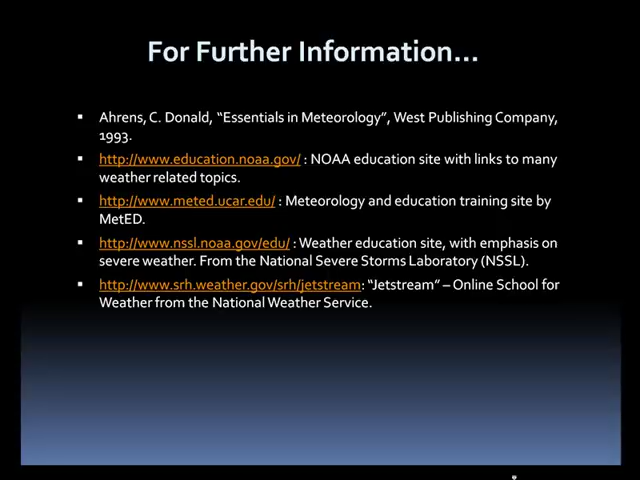 For Further Information...
Ahrens, C. Donald, “Essentials in Meteorology”, West Publishing Company,
1993.
http://www.education.noaa.gov/ : NOAA education site with links to many
weather related topics.
http://www.meted.ucar.edu/ : Meteorology and education training site by
MetED.
http://www.nssl.noaa.gov/edu/ : Weather education site, with emphasis on
severe weather. From the National Severe Storms Laboratory (NSSL).
http://www.srh.weather.gov/srh/jetstream: “Jetstream” – Online School for
Weather from the National Weather Service.